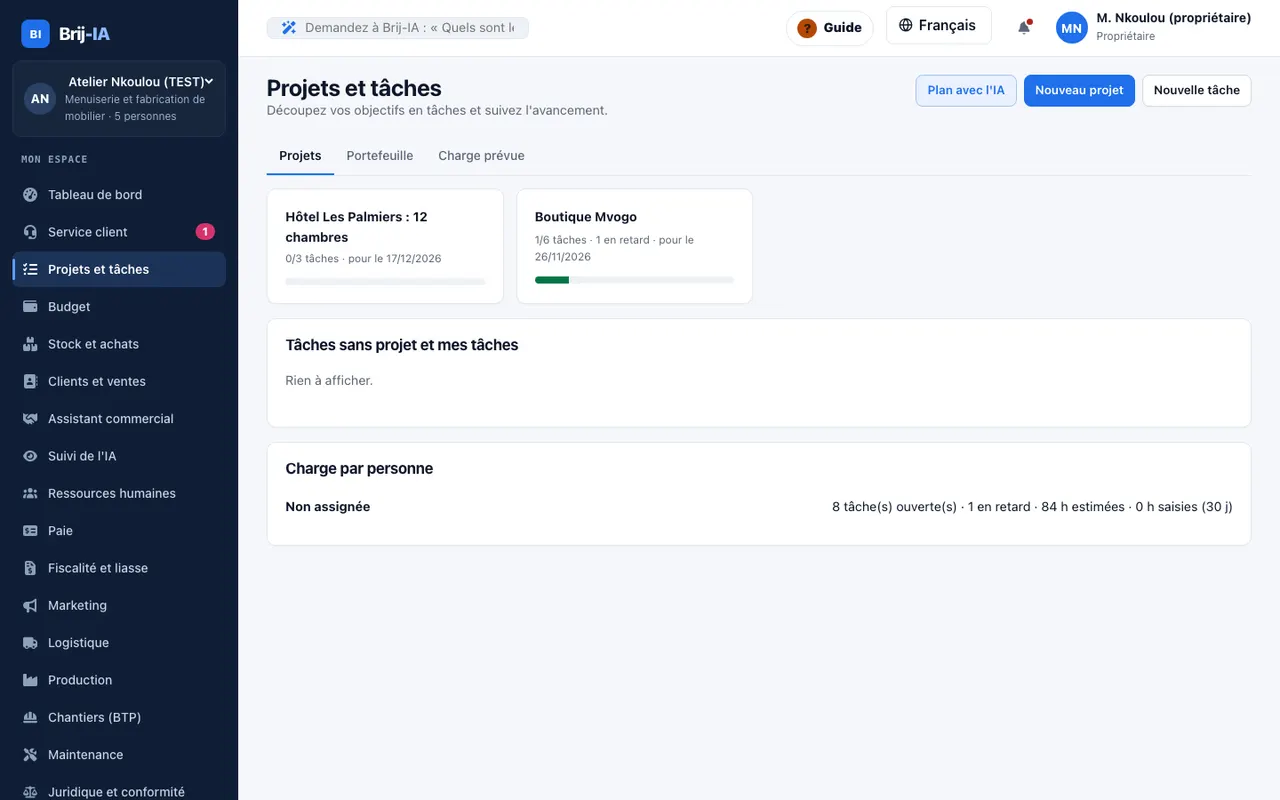 BI Brij-IA
AN
Atelier Nkoulou (TEST)
Menuiserie et fabrication de
mobilier · 5 personnes
MON ESPACE
Tableau de bord
Service client 1
Projets et tâches
Budget
Stock et achats
Clients et ventes
Assistant commercial
Suivi de l'IA
Ressources humaines
Paie
Fiscalité et liasse
Marketing
Logistique
Production
Chantiers (BTP)
Maintenance
Juridique et conformité
Demandez à Brij-IA : « Quels sont
? Guide
Français
MN
M. Nkoulou (propriétaire)
Propriétaire
Projets et tâches
Découpez vos objectifs en tâches et suivez l'avancement.
Plan avec l'IA
Nouveau projet
Nouvelle tâche
Projets Portefeuille Charge prévue
Hôtel Les Palmiers : 12
chambres
0/3 tâches · pour le 17/12/2026
Boutique Mvogo
1/6 tâches · 1 en retard · pour le
26/11/2026
Tâches sans projet et mes tâches
Rien à afficher.
Charge par personne
Non assignée 8 tâche(s) ouverte(s) · 1 en retard · 84 h estimées · 0 h saisies (30 j)